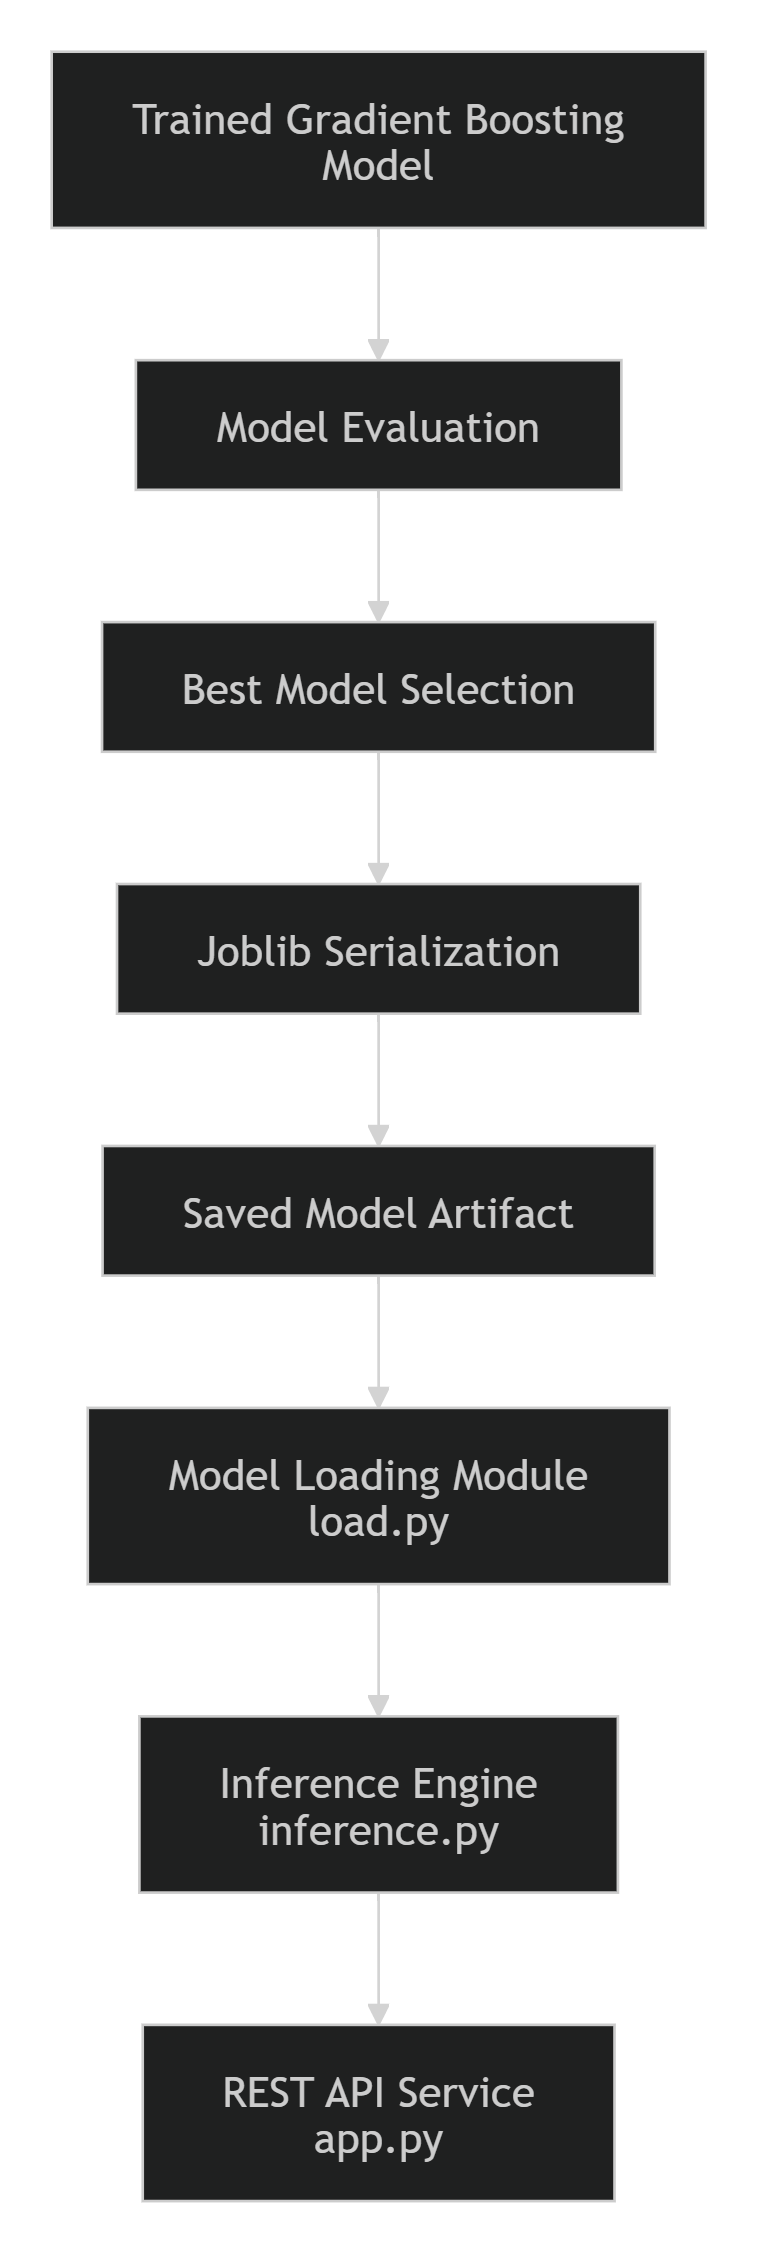 Trained Gradient Boosting
Model
Model Evaluation
Best Model Selection
Joblib Serialization
Saved Model Artifact
Model Loading Module
load.py
Inference Engine
inference.py
REST API Service
app.py